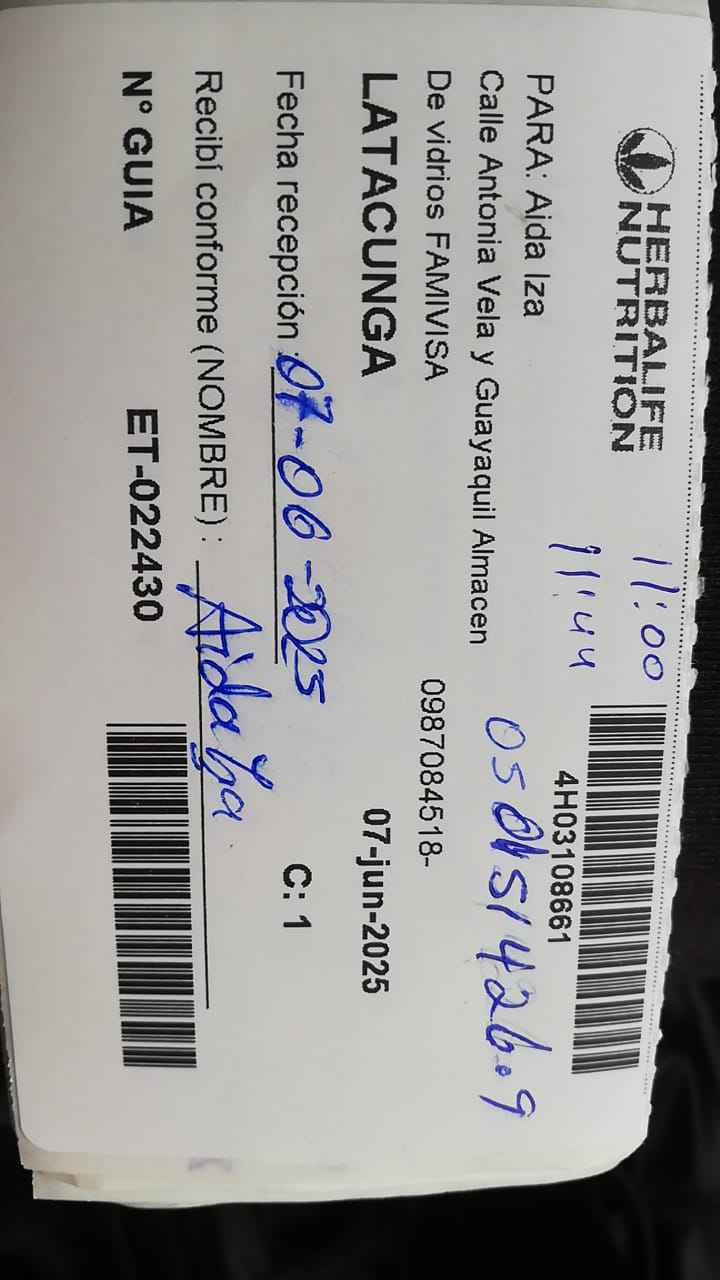 HERBALIFE
NUTRITION
11:00
11:44
4H03108661
PARA: Aida Iza
Calle Antonia Vela y Guayaquil Almacen
De vidrios FAMIVISA
0987084518-
LATACUNGA
07-jun-2025
Fecha recepción : 07-06-2025
C: 1
Recibí conforme (NOMBRE) : Aida Iza
Nº GUIA
ET-022430